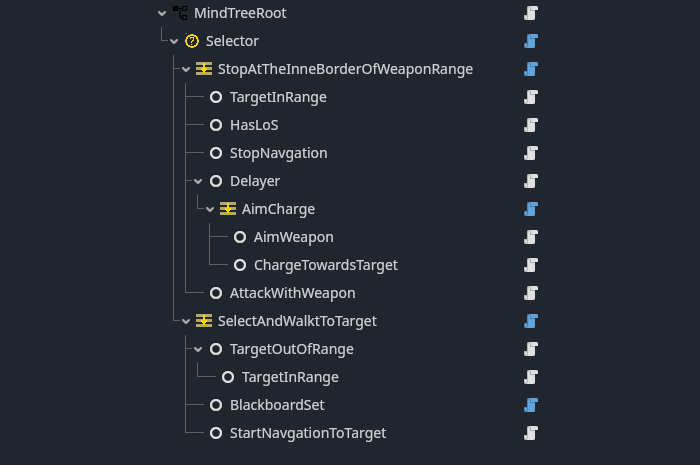 MindTreeRoot
Selector
StopAtTheInneBorderOfWeaponRange
TargetInRange
HasLoS
StopNavgation
Delayer
AimCharge
AimWeapon
ChargeTowardsTarget
AttackWithWeapon
SelectAndWalktToTarget
TargetOutOfRange
TargetInRange
BlackboardSet
StartNavgationToTarget